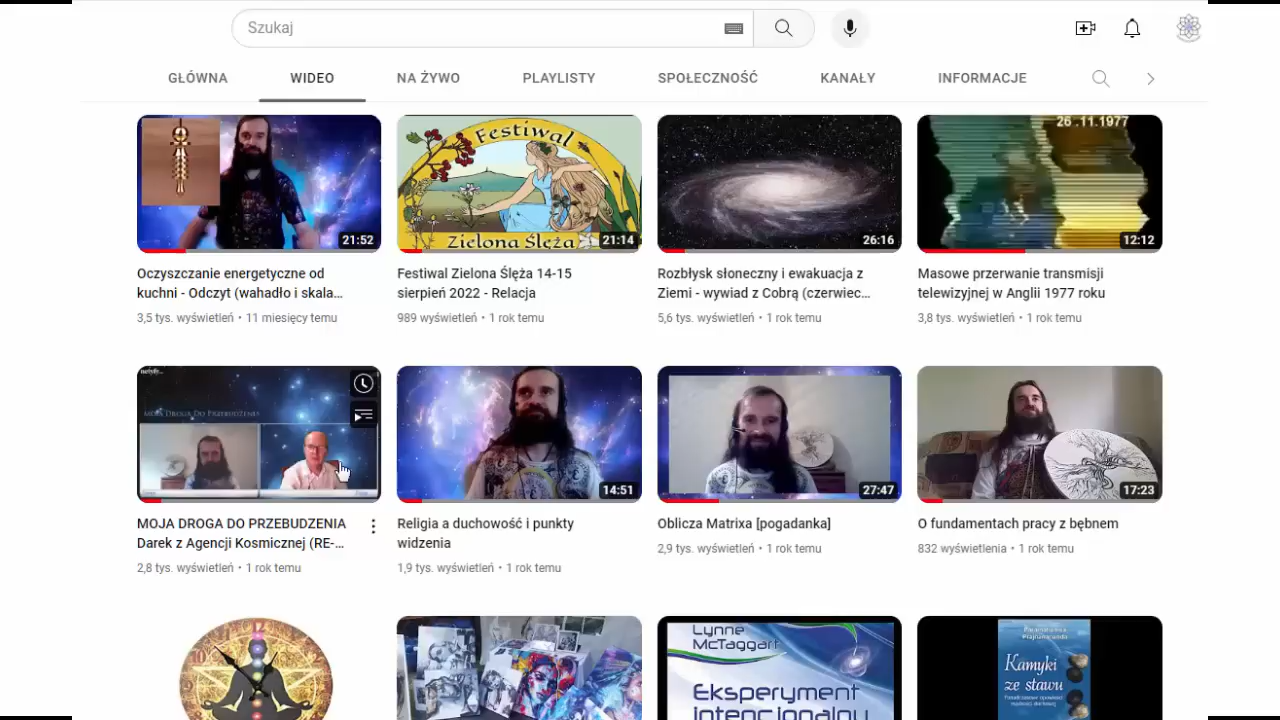 Szukaj
GŁÓWNA
WIDEO
NA ŻYWO
PLAYLISTY
SPOŁECZNOŚĆ
KANAŁY
INFORMACJE
21:52
Festiwal
Zielona Ślęża
21:14
26:16
26.11.1977
12:12
Oczyszczanie energetyczne od
kuchni - Odczyt (wahadło i skala...
3,5 tys. wyświetleń • 11 miesięcy temu
Festiwal Zielona Ślęża 14-15
sierpień 2022 - Relacja
989 wyświetleń • 1 rok temu
Rozbłysk słoneczny i ewakuacja z
Ziemi - wywiad z Cobrą (czerwiec...
5,6 tys. wyświetleń • 1 rok temu
Masowe przerwanie transmisji
telewizyjnej w Anglii 1977 roku
3,8 tys. wyświetleń • 1 rok temu
MOJA DROGA DO PRZEBUDZENIA
14:51
27:47
17:23
MOJA DROGA DO PRZEBUDZENIA
Darek z Agencji Kosmicznej (RE-...
2,8 tys. wyświetleń • 1 rok temu
Religia a duchowość i punkty
widzenia
1,9 tys. wyświetleń • 1 rok temu
Oblicza Matrixa [pogadanka]
2,9 tys. wyświetleń • 1 rok temu
O fundamentach pracy z bębnem
832 wyświetlenia • 1 rok temu
Lynne
McTaggart
Eksperyment
intencjonalny
Kamyki
ze stawu